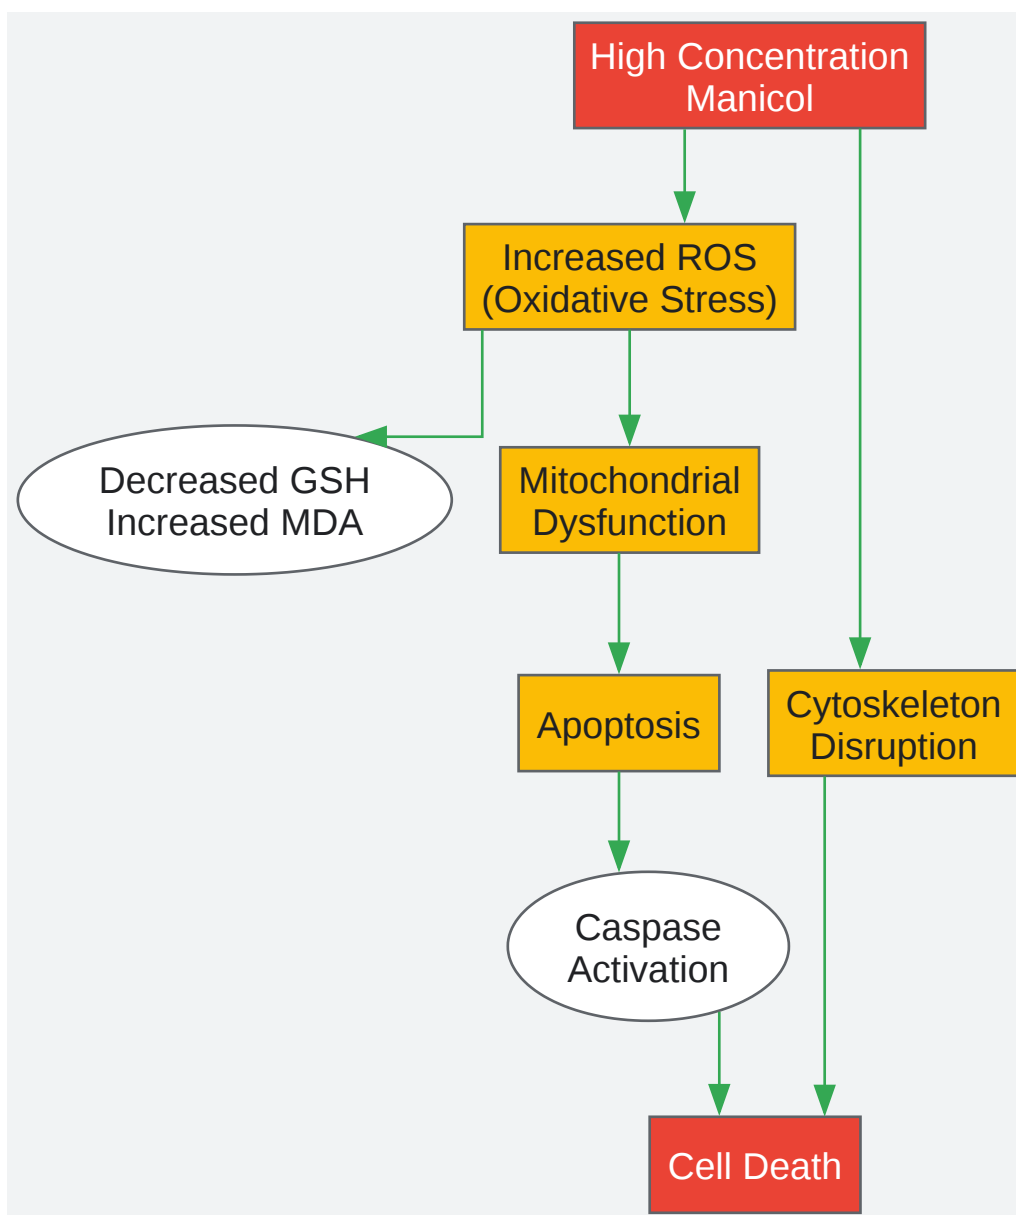 High Concentration
Manicol
Increased ROS
(Oxidative Stress)
Decreased GSH
Increased MDA
Mitochondrial
Dysfunction
Apoptosis
Cytoskeleton
Disruption
Caspase
Activation
Cell Death